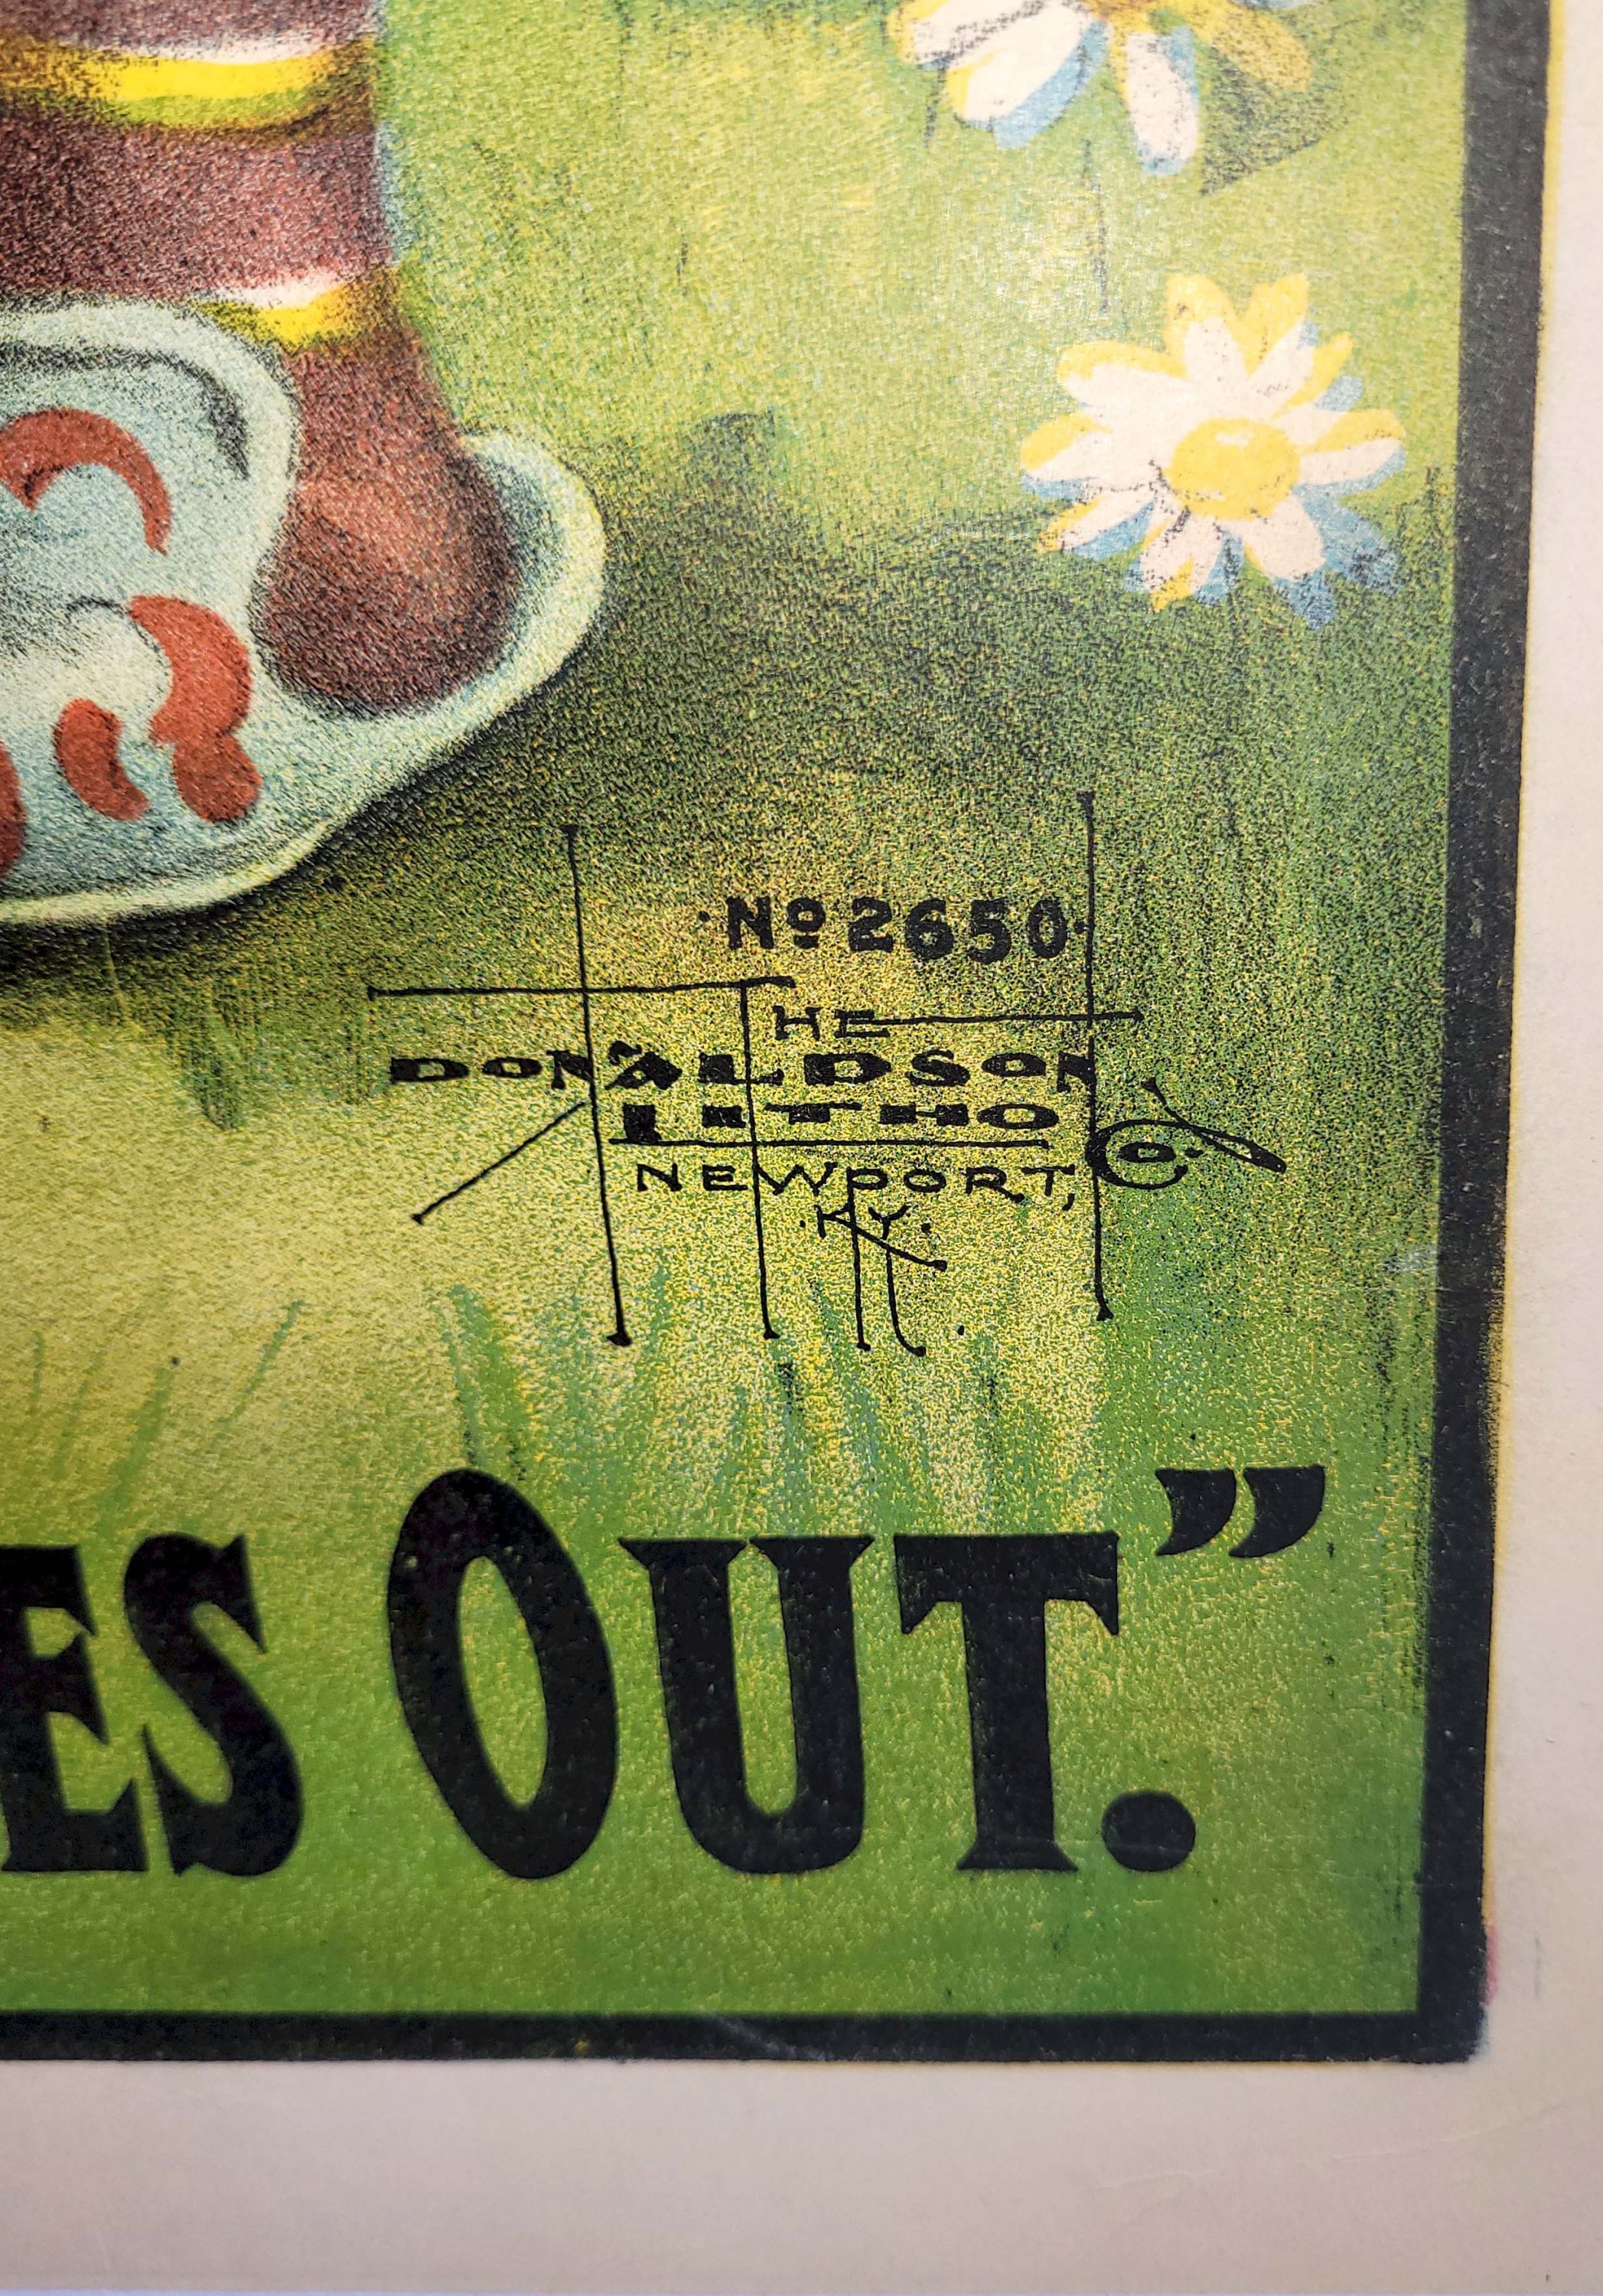 ·No 2650·
THE
DONALDSON
LITHO Co.
NEWPORT,
·KY.·
ES OUT.”